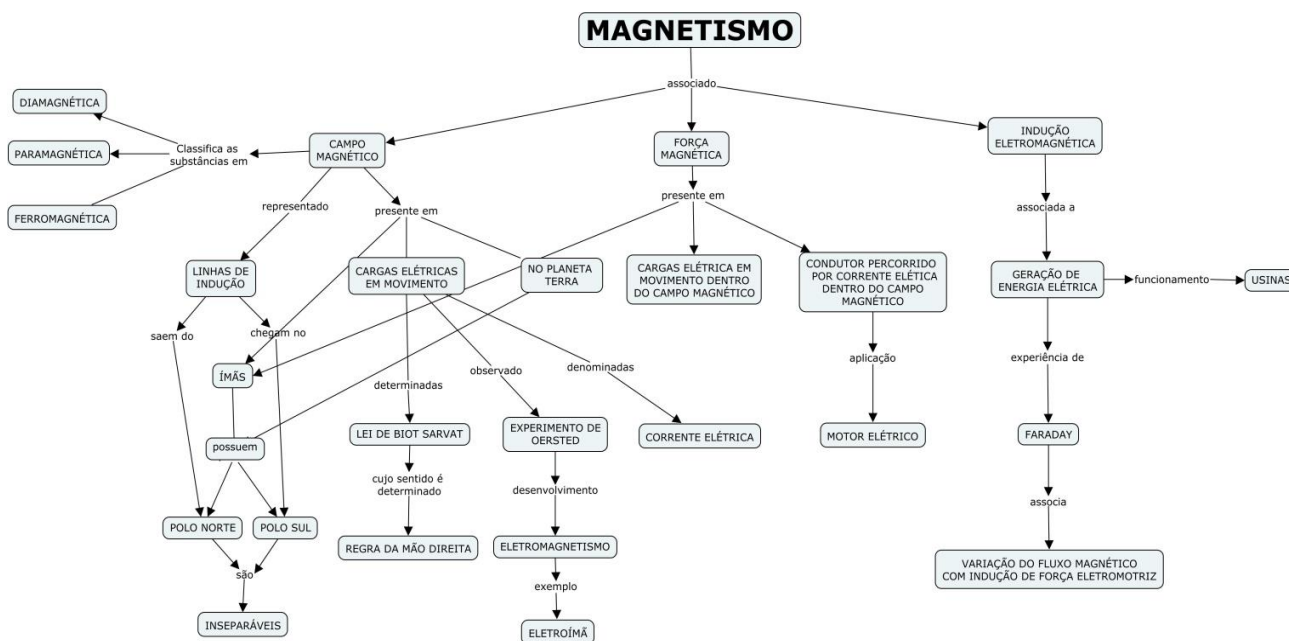 MAGNETISMO
associado
DIAMAGNÉTICA
PARAMAGNÉTICA
FERROMAGNÉTICA
Classifica as
substâncias em
CAMPO
MAGNÉTICO
FORÇA
MAGNÉTICA
INDUÇÃO
ELETROMAGNÉTICA
representado
presente em
presente em
associada a
LINHAS DE
INDUÇÃO
CARGAS ELÉTRICAS
EM MOVIMENTO
NO PLANETA
TERRA
CARGAS ELÉTRICA EM
MOVIMENTO DENTRO
DO CAMPO MAGNÉTICO
CONDUTOR PERCORRIDO
POR CORRENTE ELÉTICA
DENTRO DO CAMPO
MAGNÉTICO
GERAÇÃO DE
ENERGIA ELÉTRICA
funcionamento
USINAS
saem do
chegam no
ÍMÃS
determinadas
observado
denominadas
aplicação
experiência de
possuem
LEI DE BIOT SARVAT
EXPERIMENTO DE
OERSTED
CORRENTE ELÉTRICA
MOTOR ELÉTRICO
FARADAY
cujo sentido é
determinado
desenvolvimento
associa
POLO NORTE
POLO SUL
REGRA DA MÃO DIREITA
ELETROMAGNETISMO
VARIAÇÃO DO FLUXO MAGNÉTICO
COM INDUÇÃO DE FORÇA ELETROMOTRIZ
são
exemplo
INSEPARÁVEIS
ELETROÍMÃ